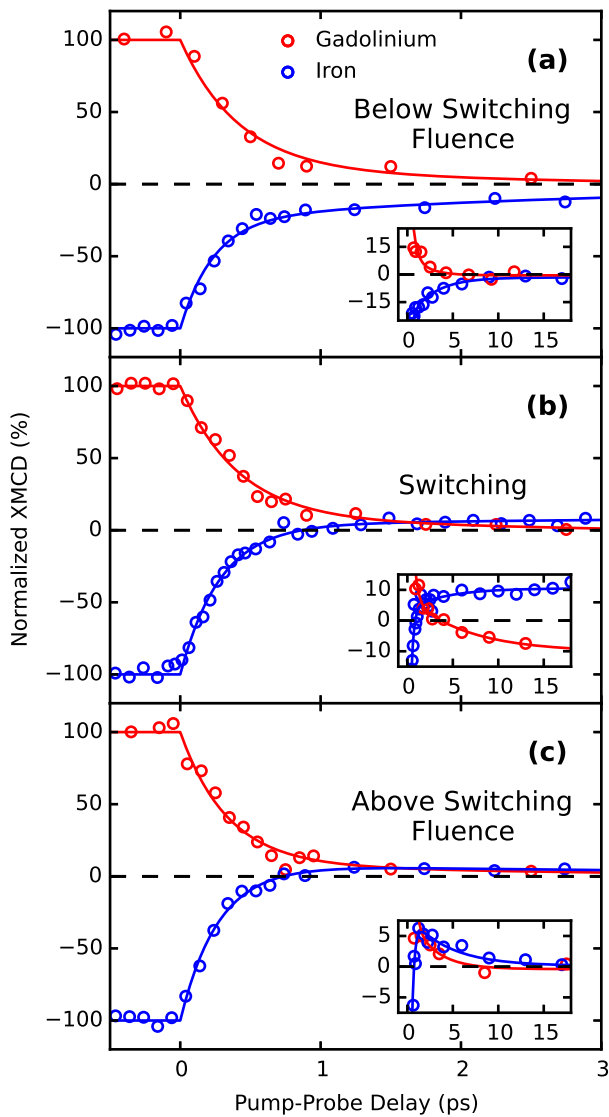 Normalized XMCD (%)
Gadolinium
Iron
(a)
Below Switching
Fluence
100
50
0
−50
−100
15
0
−15
0 5 10 15
(b)
Switching
100
50
0
−50
−100
10
0
−10
0 5 10 15
(c)
Above Switching
Fluence
100
50
0
−50
−100
5
0
−5
0 5 10 15
0 1 2 3
Pump-Probe Delay (ps)